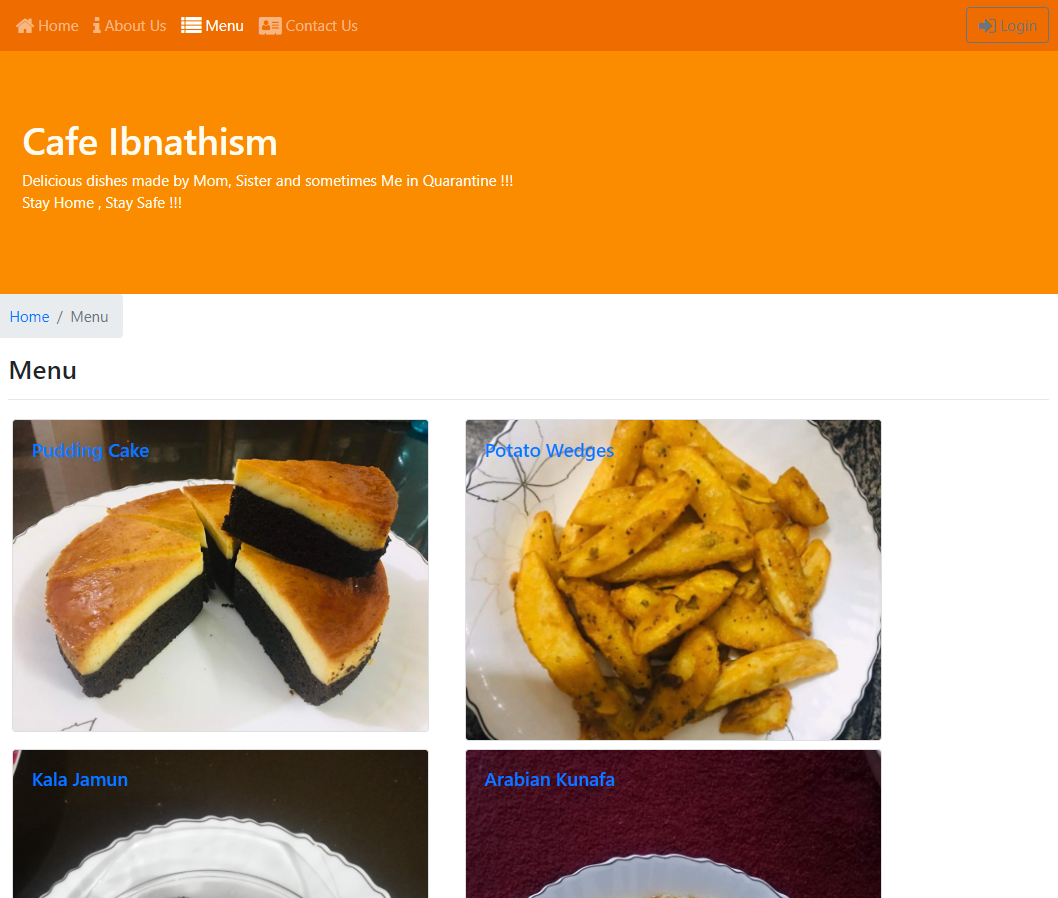 Home About Us Menu Contact Us Login
Cafe Ibnathism
Delicious dishes made by Mom, Sister and sometimes Me in Quarantine !!!
Stay Home , Stay Safe !!!
Home / Menu
Menu
Pudding Cake
Potato Wedges
Kala Jamun
Arabian Kunafa